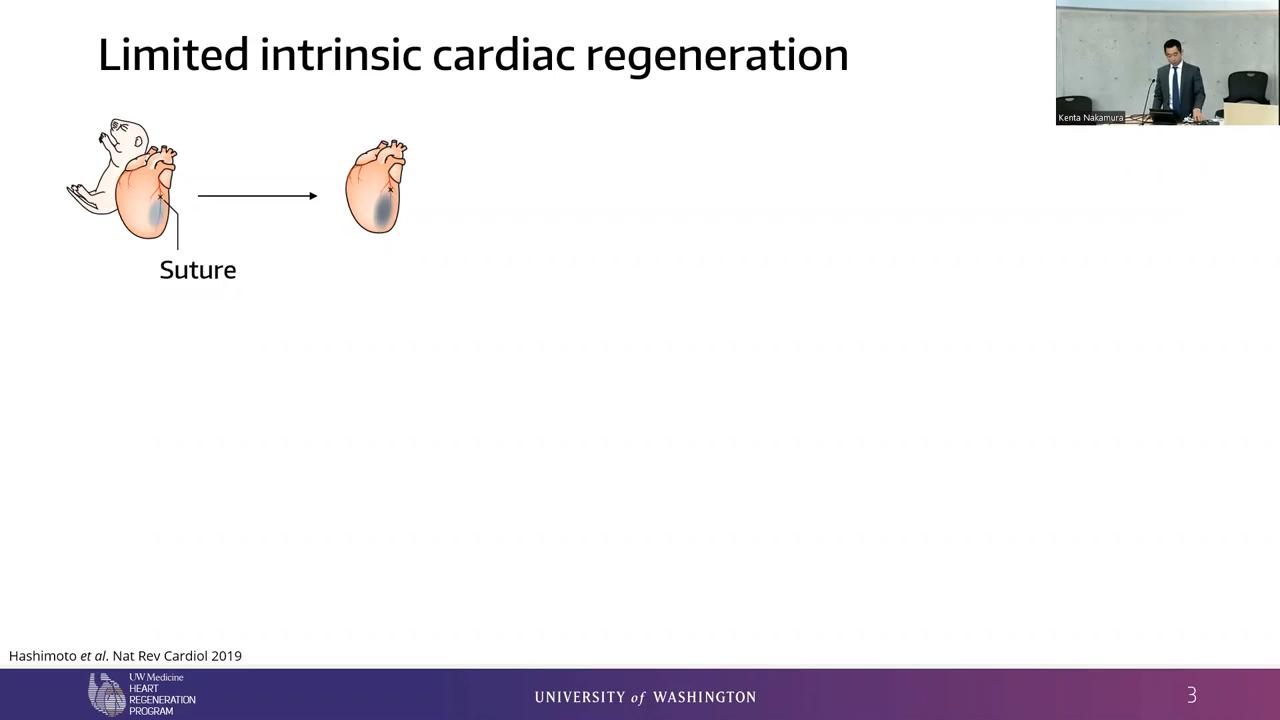 Limited intrinsic cardiac regeneration
Kenta Nakamura
Suture
Hashimoto et al. Nat Rev Cardiol 2019
UW Medicine
HEART
REGENERATION
PROGRAM
UNIVERSITY of WASHINGTON
3